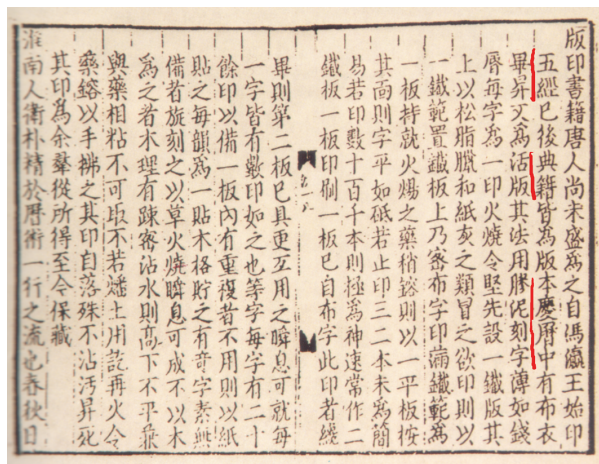 版印書籍唐人尚未盛為之自馮瀛王始印
五經已後典籍皆為版本慶曆中有布衣
畢昇又為活版其法用膠泥刻字薄如錢
脣每字為一印火燒令堅先設一鐵版其
上以松脂臘和紙灰之類冒之欲印則以
一鐵範置鐵板上乃密布字印滿鐵範為
一板持就火煬之藥稍鎔則以一平板按
其面則字平如砥若止印三二本未為簡
易若印數十百千本則極為神速常作二
鐵板一板印刷一板已自布字此印者纔
畢則第二板已具更互用之瞬息可就每
一字皆有數印如之也等字每字有二十
餘印以備一板內有重複者不用則以紙
貼之每韻為一貼木格貯之有奇字素無
備者旋刻之以草火燒瞬息可成不以木
為之者木理有疎密沾水則高下不平兼
與藥相粘不可取不若燔土用訖再火令
藥鎔以手拂之其印自落殊不沾污昇死
其印為余羣從所得至今保藏
淮南人衛朴精於曆術一行之流也春秋日